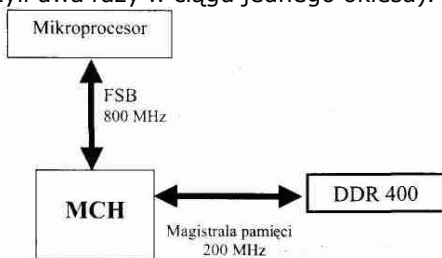 dwa razy w ciągu jednego okresu).
Mikroprocesor
FSB
800 MHz
MCH
DDR 400
Magistrala pamięci
200 MHz